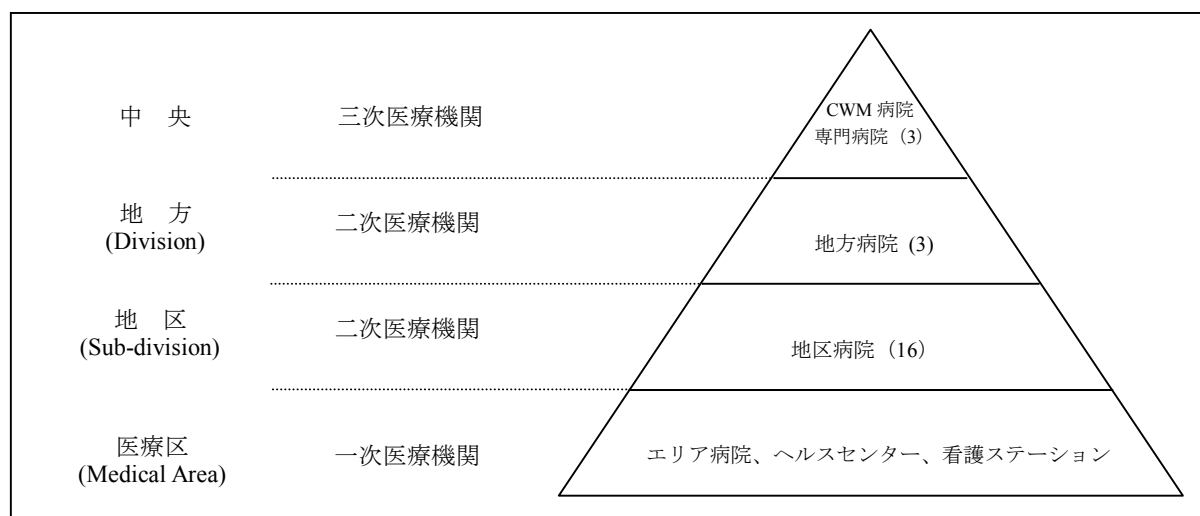 中 央
三次医療機関
CWM 病院
専門病院（3）
地 方
(Division)
二次医療機関
地方病院 (3)
地 区
(Sub-division)
二次医療機関
地区病院（16）
医療区
(Medical Area)
一次医療機関
エリア病院、ヘルスセンター、看護ステーション